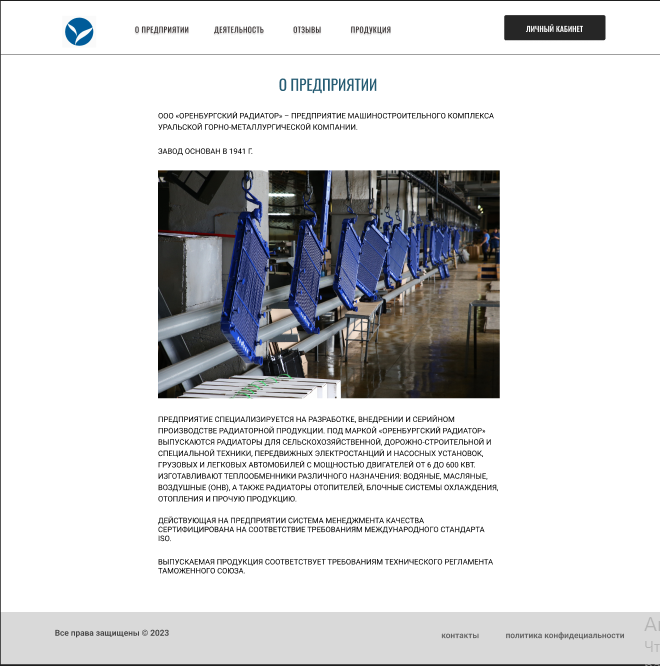 О ПРЕДПРИЯТИИ ДЕЯТЕЛЬНОСТЬ ОТЗЫВЫ ПРОДУКЦИЯ ЛИЧНЫЙ КАБИНЕТ
О ПРЕДПРИЯТИИ
ООО «ОРЕНБУРГСКИЙ РАДИАТОР» – ПРЕДПРИЯТИЕ МАШИНОСТРОИТЕЛЬНОГО КОМПЛЕКСА
УРАЛЬСКОЙ ГОРНО-МЕТАЛЛУРГИЧЕСКОЙ КОМПАНИИ.
ЗАВОД ОСНОВАН В 1941 Г.
ПРЕДПРИЯТИЕ СПЕЦИАЛИЗИРУЕТСЯ НА РАЗРАБОТКЕ, ВНЕДРЕНИИ И СЕРИЙНОМ
ПРОИЗВОДСТВЕ РАДИАТОРНОЙ ПРОДУКЦИИ. ПОД МАРКОЙ «ОРЕНБУРГСКИЙ РАДИАТОР»
ВЫПУСКАЮТСЯ РАДИАТОРЫ ДЛЯ СЕЛЬСКОХОЗЯЙСТВЕННОЙ, ДОРОЖНО-СТРОИТЕЛЬНОЙ И
СПЕЦИАЛЬНОЙ ТЕХНИКИ, ПЕРЕДВИЖНЫХ ЭЛЕКТРОСТАНЦИЙ И НАСОСНЫХ УСТАНОВОК,
ГРУЗОВЫХ И ЛЕГКОВЫХ АВТОМОБИЛЕЙ С МОЩНОСТЬЮ ДВИГАТЕЛЕЙ ОТ 6 ДО 600 КВТ.
ИЗГОТАВЛИВАЮТ ТЕПЛООБМЕННИКИ РАЗЛИЧНОГО НАЗНАЧЕНИЯ: ВОДЯНЫЕ, МАСЛЯНЫЕ,
ВОЗДУШНЫЕ (ОНВ), А ТАКЖЕ РАДИАТОРЫ ОТОПИТЕЛЕЙ, БЛОЧНЫЕ СИСТЕМЫ ОХЛАЖДЕНИЯ,
ОТОПЛЕНИЯ И ПРОЧУЮ ПРОДУКЦИЮ.
ДЕЙСТВУЮЩАЯ НА ПРЕДПРИЯТИИ СИСТЕМА МЕНЕДЖМЕНТА КАЧЕСТВА
СЕРТИФИЦИРОВАНА НА СООТВЕТСТВИЕ ТРЕБОВАНИЯМ МЕЖДУНАРОДНОГО СТАНДАРТА
ISO.
ВЫПУСКАЕМАЯ ПРОДУКЦИЯ СООТВЕТСТВУЕТ ТРЕБОВАНИЯМ ТЕХНИЧЕСКОГО РЕГЛАМЕНТА
ТАМОЖЕННОГО СОЮЗА.
Все права защищены © 2023 контакты политика конфидециальности